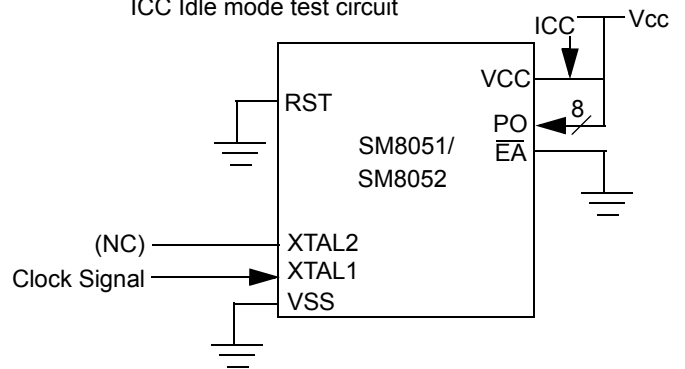 ICC Idle mode test circuit
ICC
Vcc
VCC
RST
8
PO
EA
SM8051/
SM8052
(NC)
XTAL2
Clock Signal
XTAL1
VSS